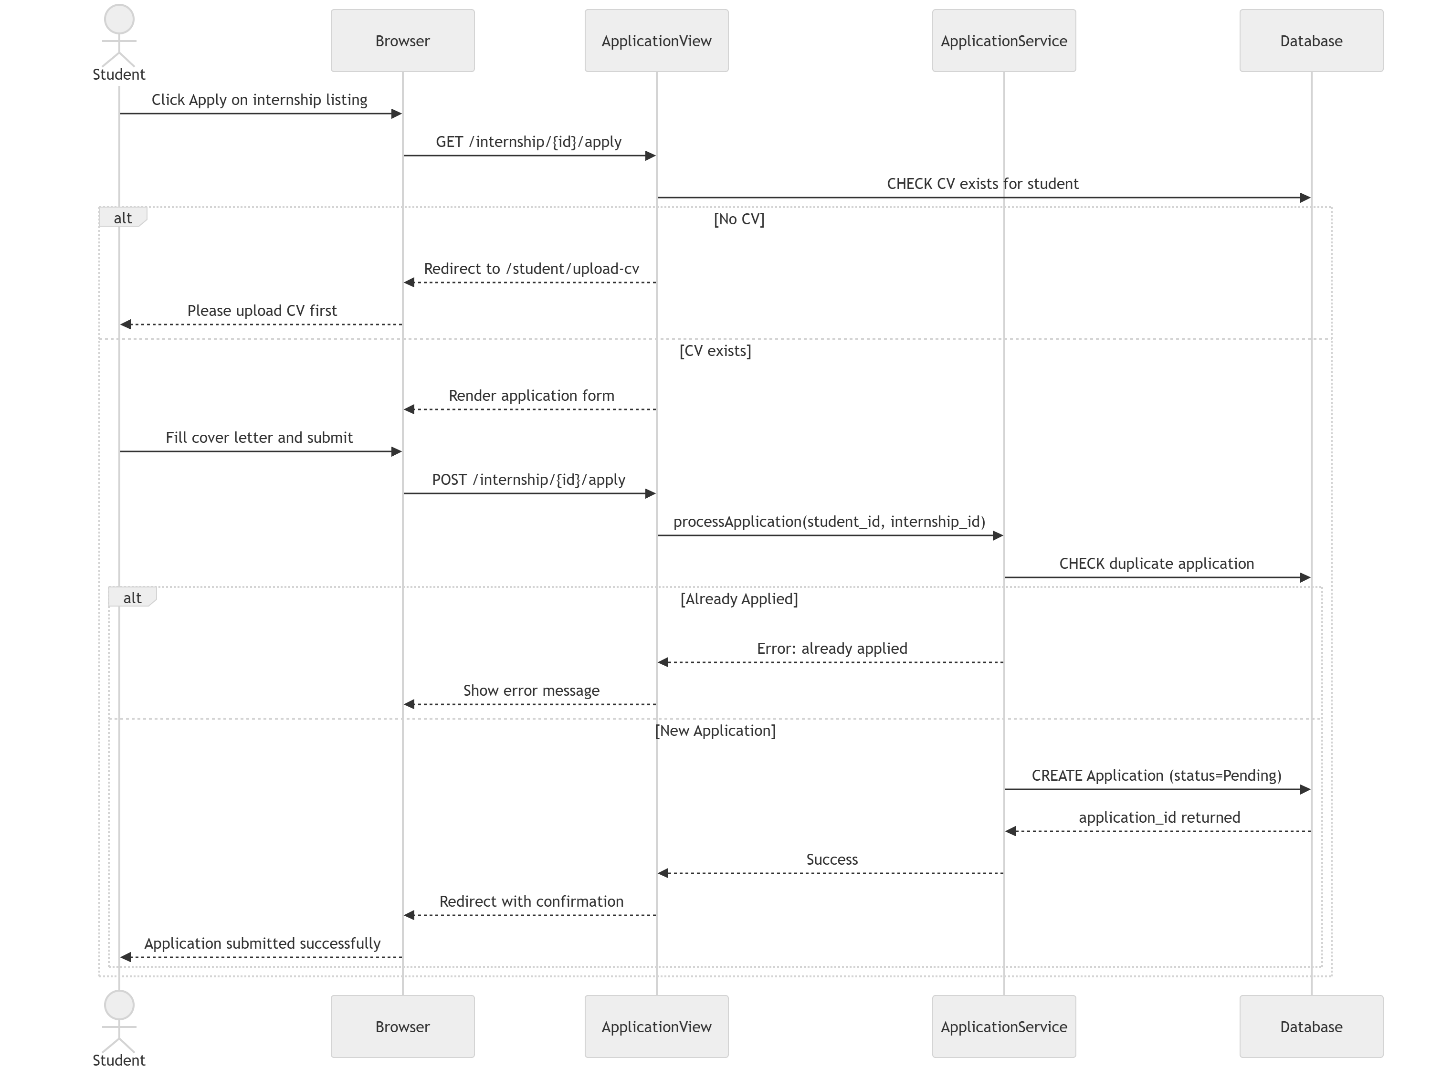 Student
Browser
ApplicationView
ApplicationService
Database
Click Apply on internship listing
GET /internship/{id}/apply
CHECK CV exists for student
alt
[No CV]
Redirect to /student/upload-cv
Please upload CV first
[CV exists]
Render application form
Fill cover letter and submit
POST /internship/{id}/apply
processApplication(student_id, internship_id)
CHECK duplicate application
alt
[Already Applied]
Error: already applied
Show error message
[New Application]
CREATE Application (status=Pending)
application_id returned
Success
Redirect with confirmation
Application submitted successfully
Student
Browser
ApplicationView
ApplicationService
Database